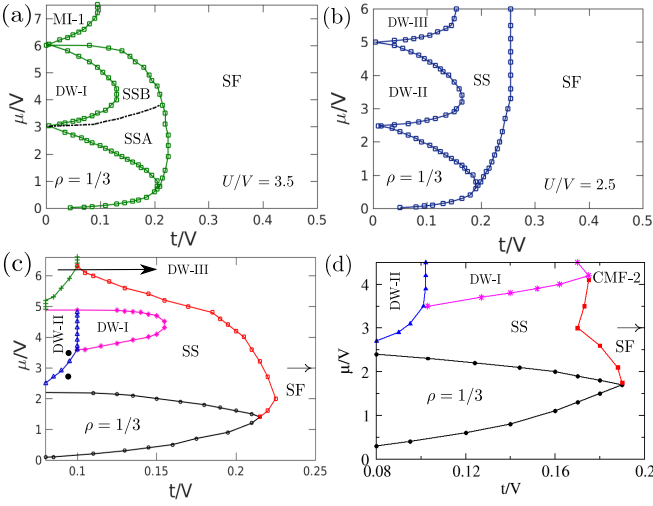 (a)
7
6
5
4
3
2
1
0
μ/V
MI-1
DW-I
SSB
SSA
SF
ρ = 1/3
U/V = 3.5
0 0.1 0.2 0.3 0.4 0.5
t/V
(b)
6
5
4
3
2
1
0
μ/V
DW-III
DW-II
SS
SF
ρ = 1/3
U/V = 2.5
0 0.1 0.2 0.3 0.4 0.5
t/V
(c)
6
5
4
3
2
1
0
μ/V
DW-III
DW-II
DW-I
SS
SF
ρ = 1/3
0.1 0.15 0.2 0.25
t/V
(d)
4
3
2
1
0
μ/V
DW-II
DW-I
CMF-2
SS
SF
ρ = 1/3
0.08 0.12 0.16 0.2
t/V